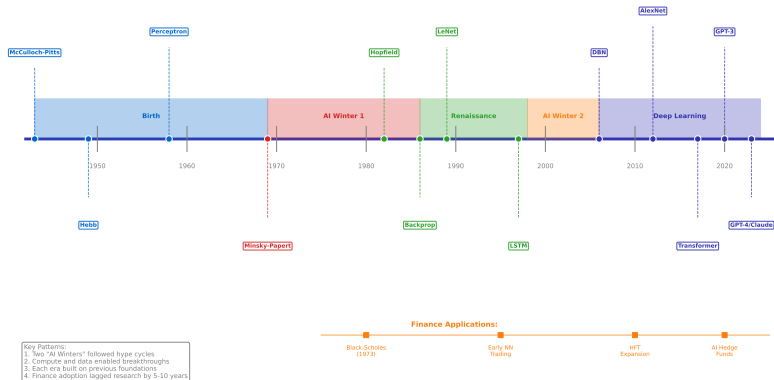 AlexNet
Perceptron
LeNet
GPT-3
McCulloch-Pitts
Hopfield
DBN
Birth
AI Winter 1
Renaissance
AI Winter 2
Deep Learning
1950
1960
1970
1980
1990
2000
2010
2020
Hebb
Backprop
GPT-4/Claude
Minsky-Papert
LSTM
Transformer
Finance Applications:
Black-Scholes
(1973)
Early NN
Trading
HFT
Expansion
AI Hedge
Funds
Key Patterns:
1. Two "AI Winters" followed hype cycles
2. Compute and data enabled breakthroughs
3. Each era built on previous foundations
4. Finance adoption lagged research by 5-10 years